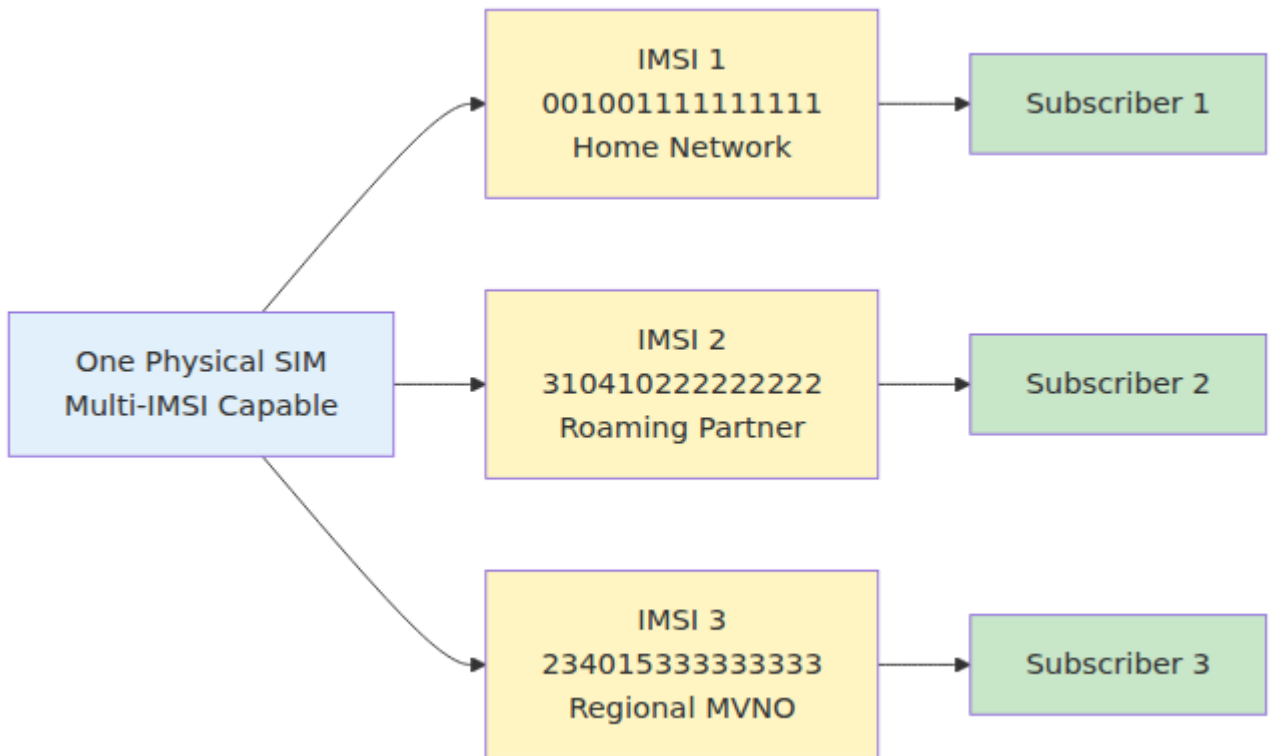 IMSI 1
001001111111111
Home Network
Subscriber 1
One Physical SIM
Multi-IMSI Capable
IMSI 2
310410222222222
Roaming Partner
Subscriber 2
IMSI 3
234015333333333
Regional MVNO
Subscriber 3